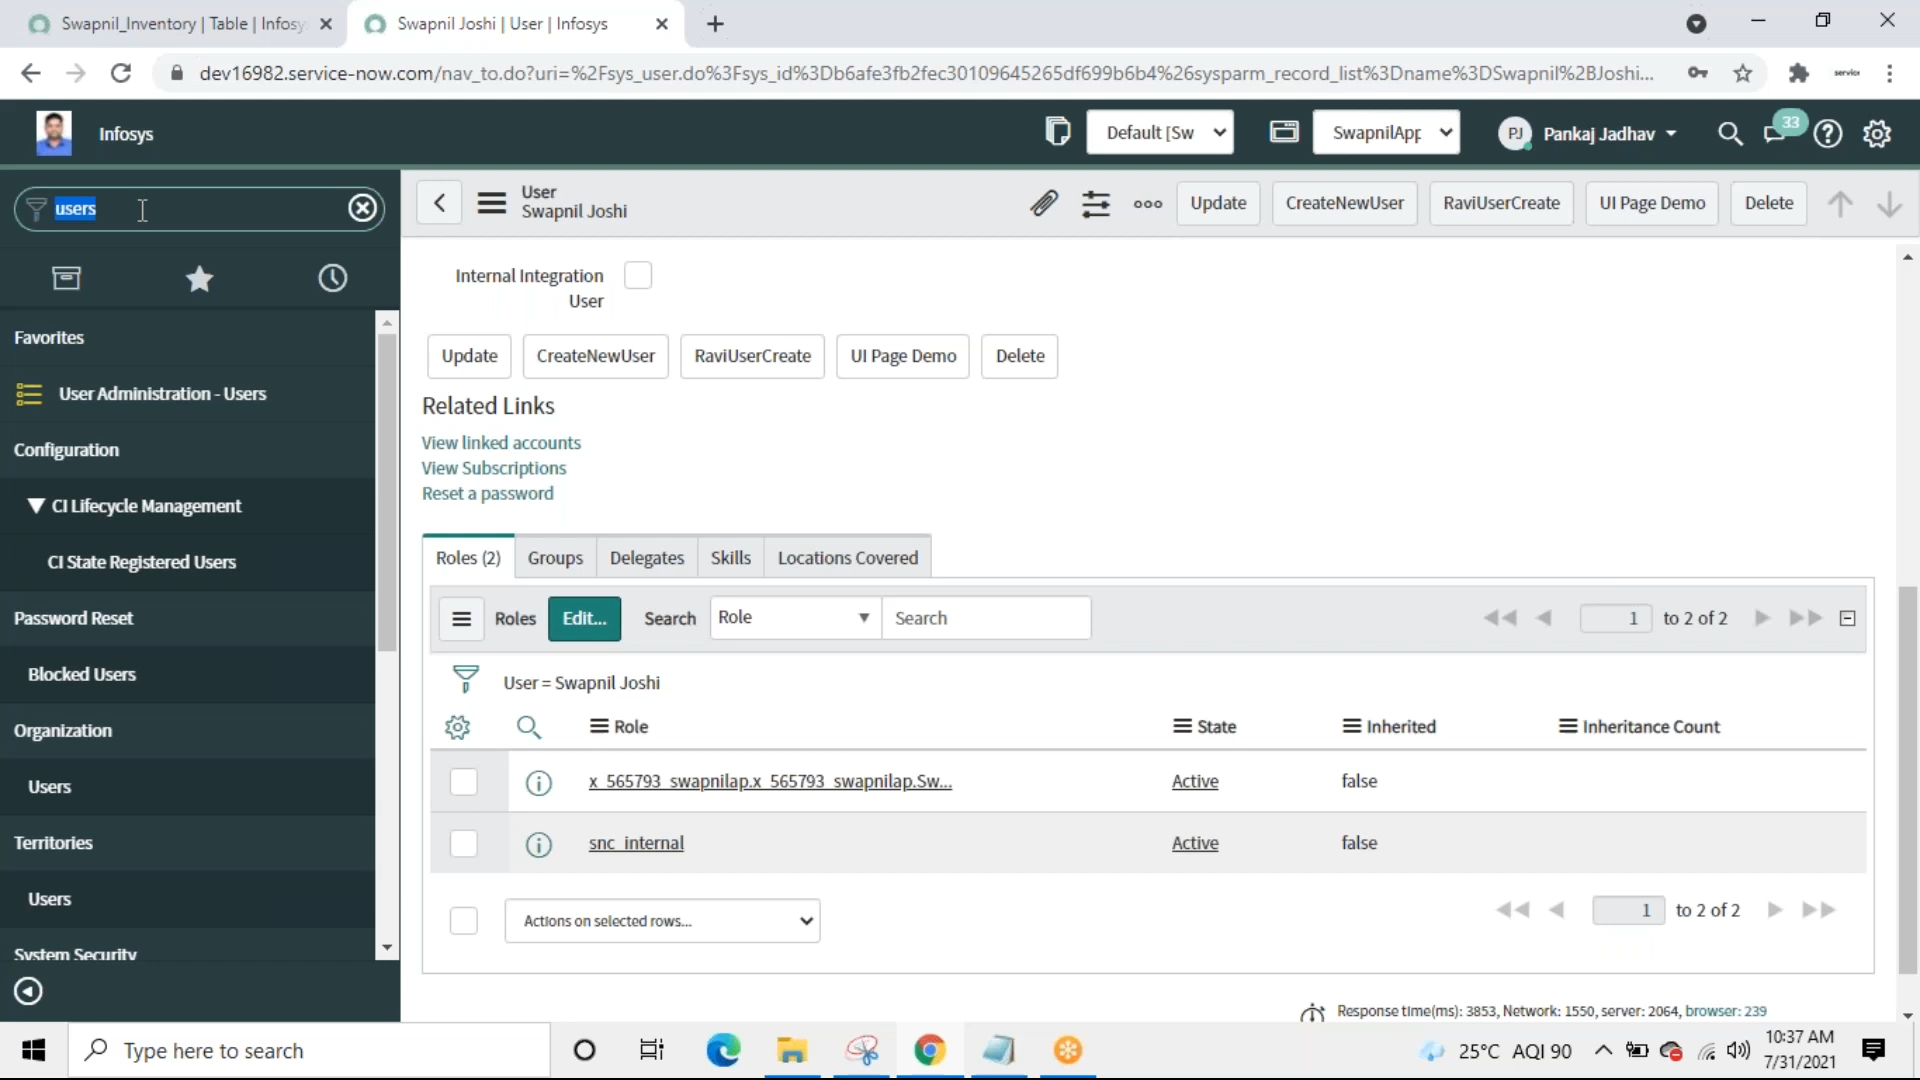 Swapnil_Inventory | Table | Infosy
Swapnil Joshi | User | Infosys
dev16982.service-now.com/nav_to.do?uri=%2Fsys_user.do%3Fsys_id%3Db6afe3fb2fec30109645265df699b6b4%26sysparm_record_list%3Dname%3DSwapnil%2BJoshi...
service
Infosys
Default [Sw
SwapnilApp
PJ
Pankaj Jadhav
33
users
User
Swapnil Joshi
Update
CreateNewUser
RaviUserCreate
UI Page Demo
Delete
Favorites
User Administration - Users
Configuration
CI Lifecycle Management
CI State Registered Users
Password Reset
Blocked Users
Organization
Users
Territories
Users
System Security
Internal Integration
User
Update
CreateNewUser
RaviUserCreate
UI Page Demo
Delete
Related Links
View linked accounts
View Subscriptions
Reset a password
Roles (2)
Groups
Delegates
Skills
Locations Covered
Roles
Edit...
Search
Role
Search
1
to 2 of 2
User = Swapnil Joshi
Role
State
Inherited
Inheritance Count
x_565793_swapnilap.x_565793_swapnilap.Sw...
Active
false
snc_internal
Active
false
Actions on selected rows...
1
to 2 of 2
Response time(ms): 3853, Network: 1550, server: 2064, browser: 239
Type here to search
25°C AQI 90
10:37 AM
7/31/2021